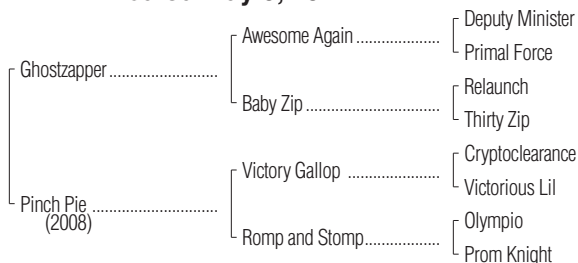 Deputy Minister
Awesome Again ....................
Primal Force
Ghostzapper ..........................
Relaunch
Baby Zip ................................
Thirty Zip
Cryptoclearance
Victory Gallop ......................
Victorious Lil
Pinch Pie ..............................
(2008)
Olympio
Romp and Stomp..................
Prom Knight